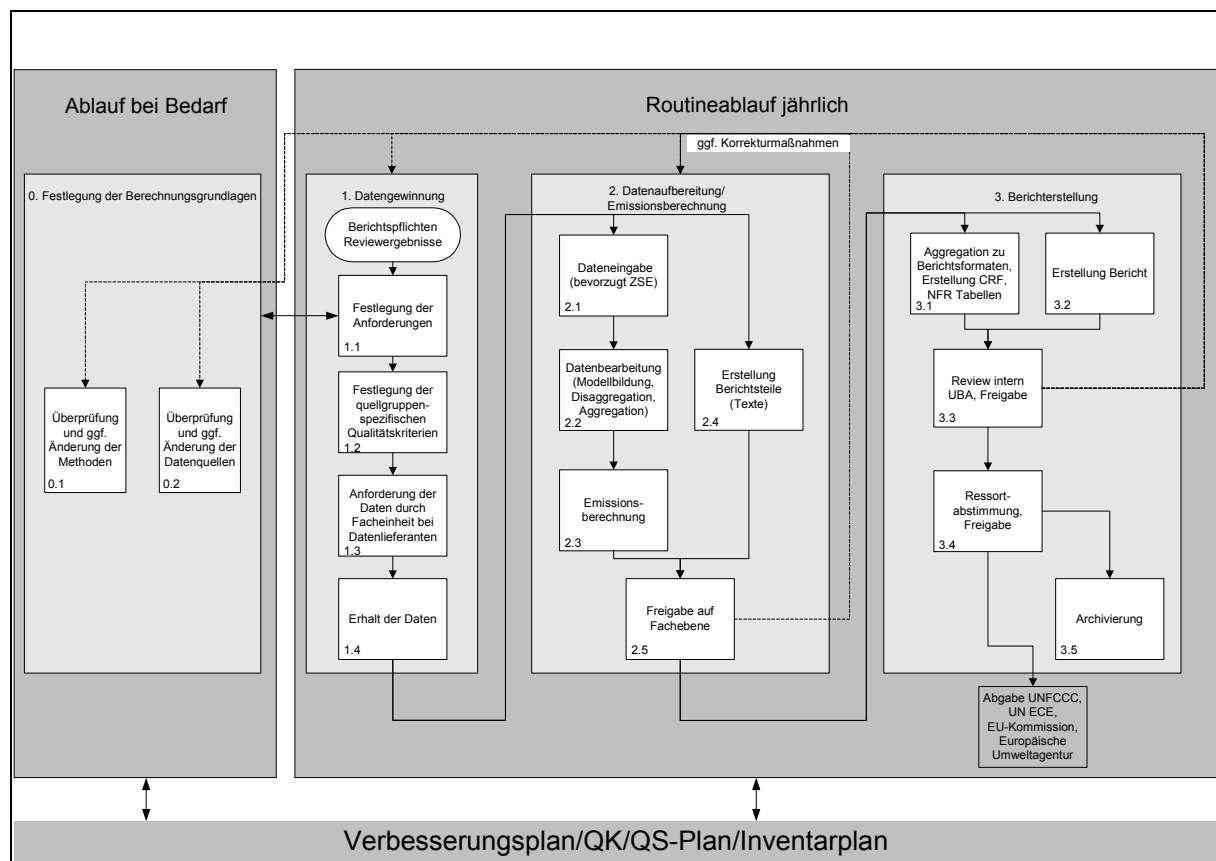 Ablauf bei Bedarf
Routineablauf jährlich
ggf. Korrekturmaßnahmen
0. Festlegung der Berechnungsgrundlagen
Überprüfung
und ggf.
Änderung der
Methoden
0.1
Überprüfung
und ggf.
Änderung der
Datenquellen
0.2
1. Datengewinnung
Berichtspflichten
Reviewergebnisse
Festlegung der
Anforderungen
1.1
Festlegung der
quellgruppen-
spezifischen
Qualitätskriterien
1.2
Anforderung der
Daten durch
Facheinheit bei
Datenlieferanten
1.3
Erhalt der Daten
1.4
2. Datenaufbereitung/
Emissionsberechnung
Dateneingabe
(bevorzugt ZSE)
2.1
Datenbearbeitung
(Modellbildung,
Disaggregation,
Aggregation)
2.2
Erstellung
Berichtsteile
(Texte)
2.4
Emissions-
berechnung
2.3
Freigabe auf
Fachebene
2.5
3. Berichterstellung
Aggregation zu
Berichtsformaten,
Erstellung CRF,
NFR Tabellen
3.1
Erstellung Bericht
3.2
Review intern
UBA, Freigabe
3.3
Ressort-
abstimmung,
Freigabe
3.4
Archivierung
3.5
Abgabe UNFCCC,
UN ECE,
EU-Kommission,
Europäische
Umweltagentur
Verbesserungsplan/QK/QS-Plan/Inventarplan